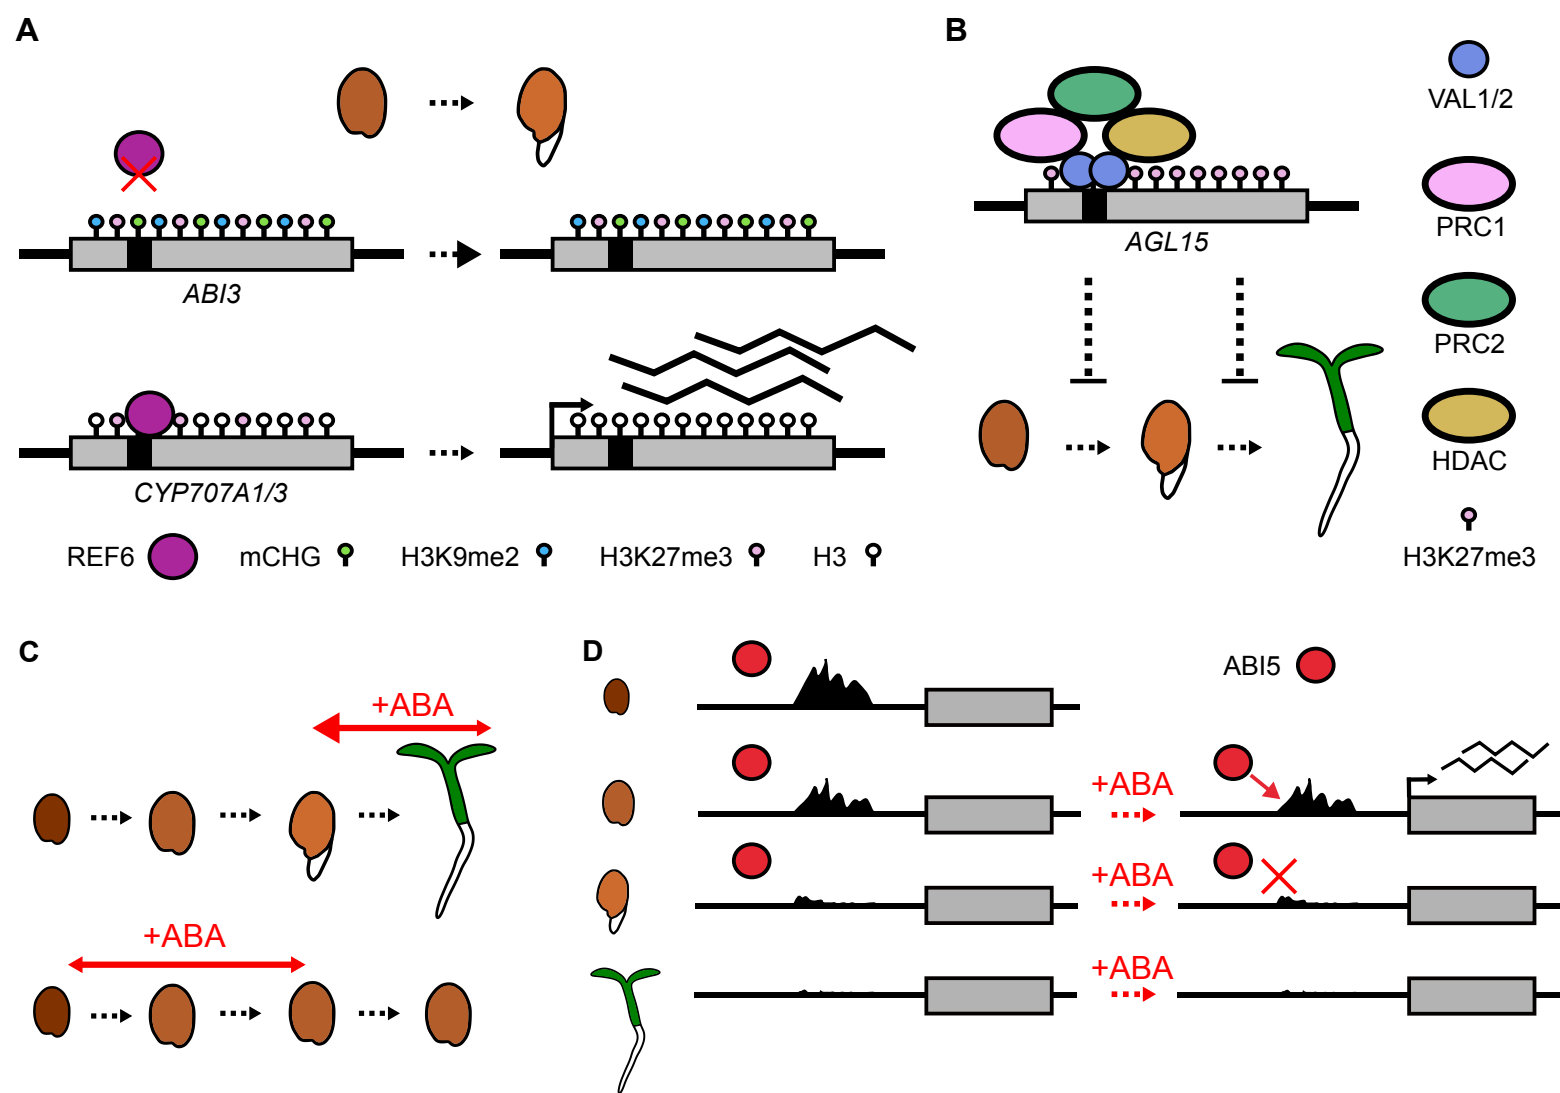 A
ABI3
CYP707A1/3
REF6
mCHG
H3K9me2
H3K27me3
H3
B
AGL15
VAL1/2
PRC1
PRC2
HDAC
H3K27me3
C
+ABA
+ABA
D
ABI5
+ABA
+ABA
+ABA